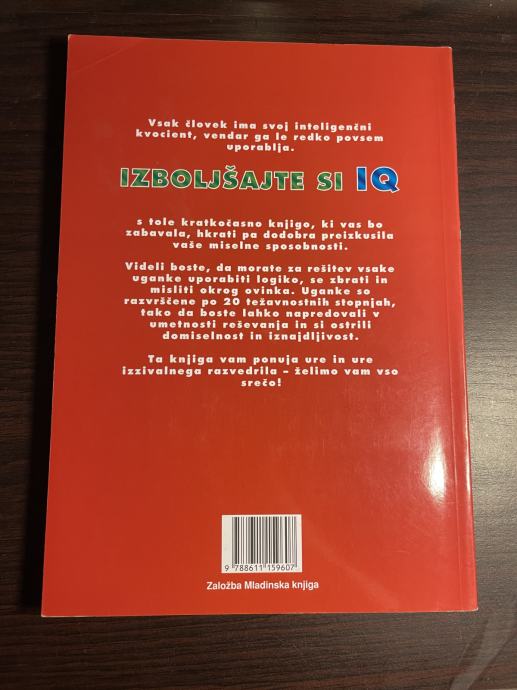 Vsak človek ima svoj inteligenčni
kvocient, vendar ga le redko povsem
uporablja.
IZBOLJŠAJTE SI IQ
s tole kratkočasno knjigo, ki vas bo
zabavala, hkrati pa dodobra preizkusila
vaše miselne sposobnosti.
Videli boste, da morate za rešitev vsake
uganke uporabiti logiko, se zbrati in
misliti okrog ovinka. Uganke so
razvrščene po 20 težavnostnih stopnjah,
tako da boste lahko napredovali v
umetnosti reševanja in si ostrili
domiselnost in iznajdljivost.
Ta knjiga vam ponuja ure in ure
izzivalnega razvedrila – želimo vam vso
srečo!
9 788611 159607
Založba Mladinska knjiga